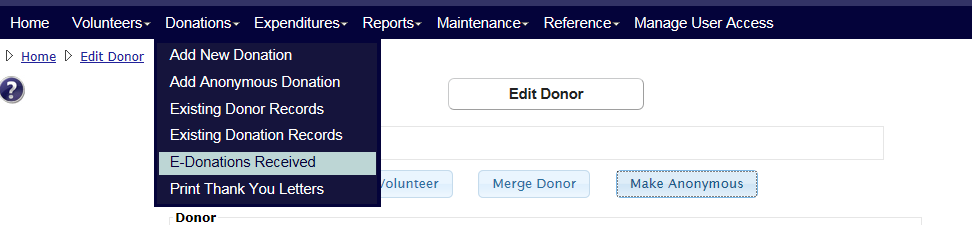 Home Volunteers Donations Expenditures Reports Maintenance Reference Manage User Access
Home Edit Donor
Add New Donation
Add Anonymous Donation
Existing Donor Records
Existing Donation Records
E-Donations Received
Print Thank You Letters
?
Edit Donor
Volunteer Merge Donor Make Anonymous
Donor